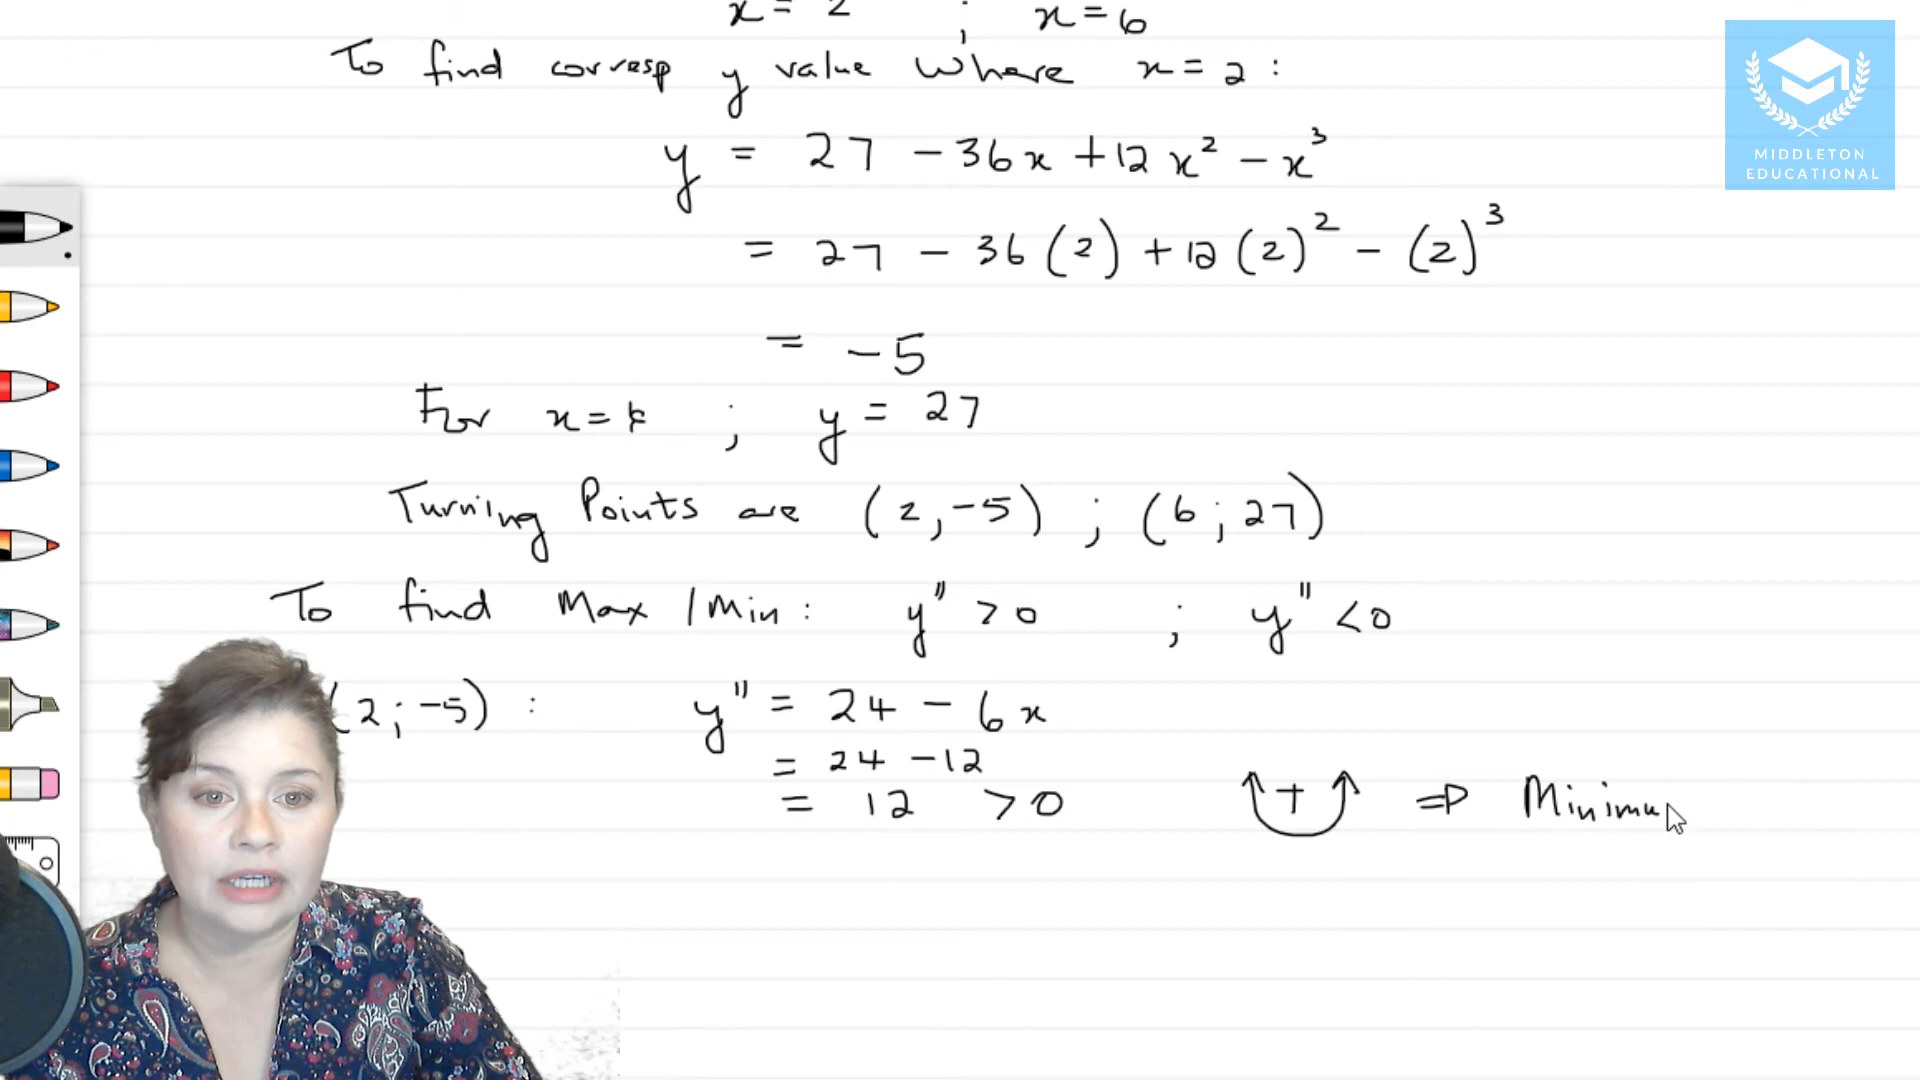 x = 2 ; x = 6
To find corresp y value where x = 2 :
y = 27 - 36x + 12x² - x³
= 27 - 36(2) + 12(2)² - (2)³
= -5
For x = ; y = 27
Turning Points are (2,-5) ; (6;27)
To find Max/Min: y" > 0 ; y" < 0
(2;-5) : y" = 24 - 6x
= 24 - 12
= 12 > 0 + ⇒ Minimu
MIDDLETON
EDUCATIONAL